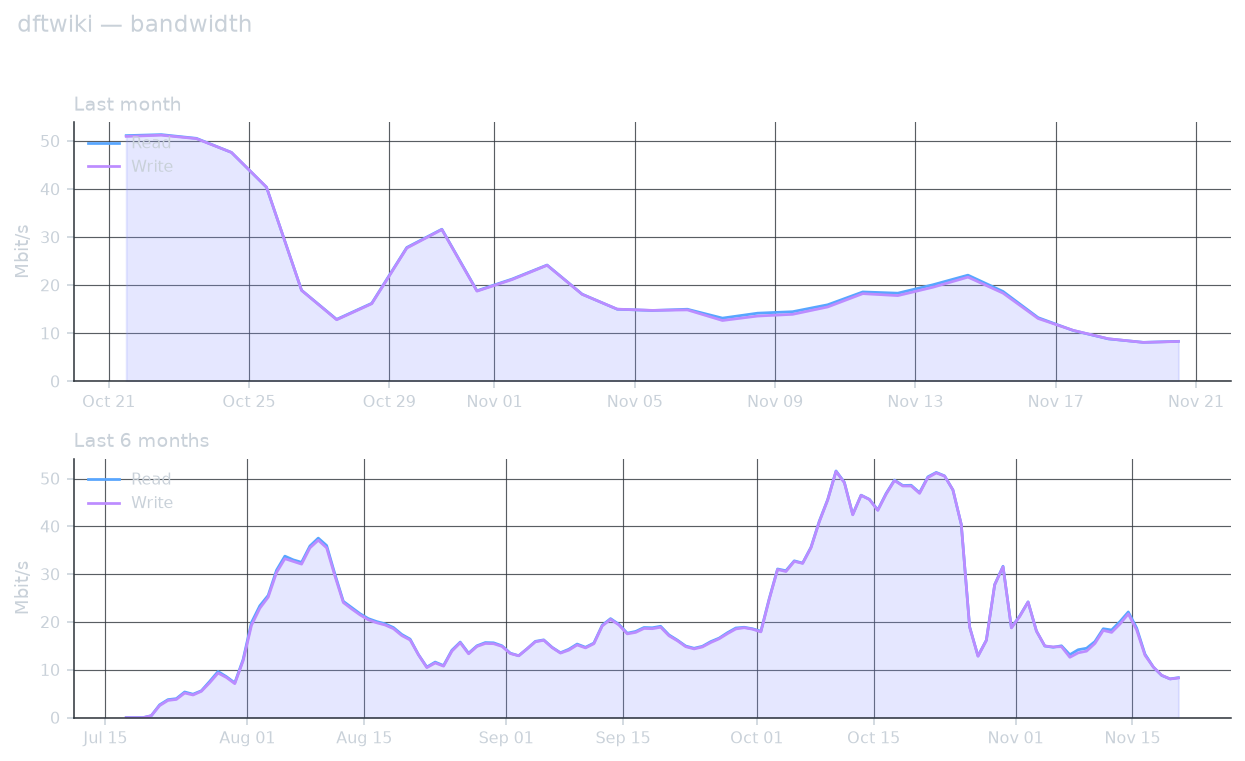 dftwiki — bandwidth
Last month
Mbit/s
50
40
30
20
10
0
Read
Write
Oct 21 Oct 25 Oct 29 Nov 01 Nov 05 Nov 09 Nov 13 Nov 17 Nov 21
Last 6 months
Mbit/s
50
40
30
20
10
0
Read
Write
Jul 15 Aug 01 Aug 15 Sep 01 Sep 15 Oct 01 Oct 15 Nov 01 Nov 15